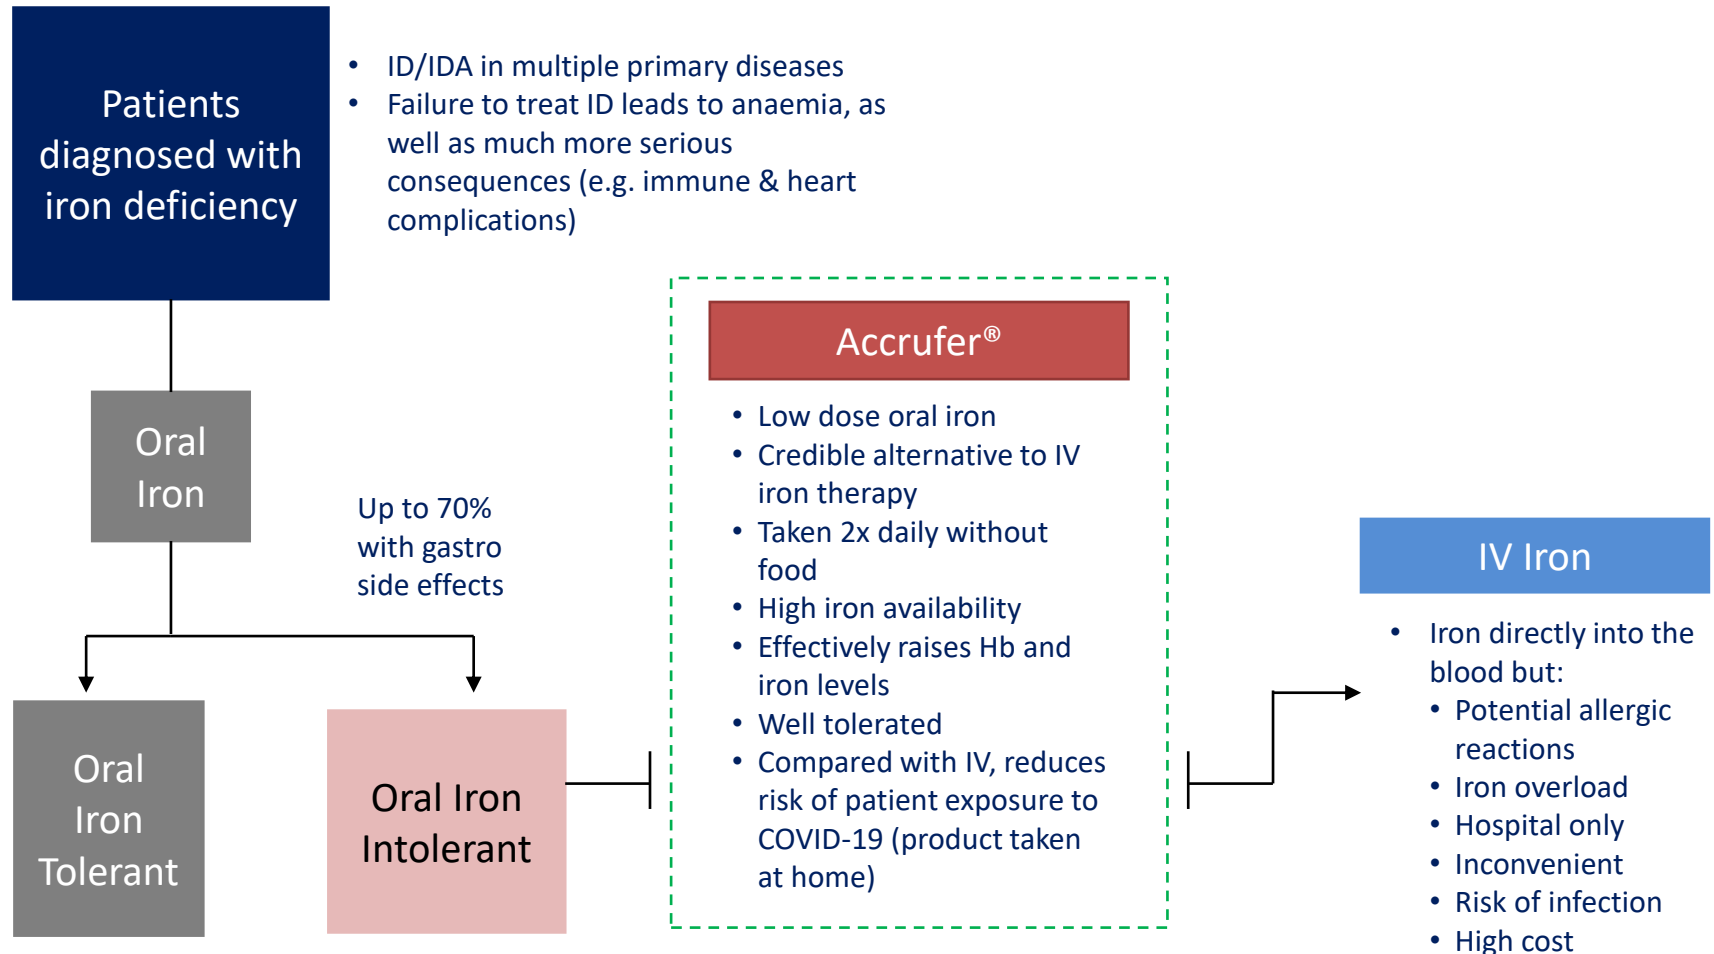 Patients
diagnosed with
iron deficiency
• ID/IDA in multiple primary diseases
• Failure to treat ID leads to anaemia, as
well as much more serious
consequences (e.g. immune & heart
complications)
Oral
Iron
Up to 70%
with gastro
side effects
Oral
Iron
Tolerant
Oral Iron
Intolerant
Accrufer®
• Low dose oral iron
• Credible alternative to IV
iron therapy
• Taken 2x daily without
food
• High iron availability
• Effectively raises Hb and
iron levels
• Well tolerated
• Compared with IV, reduces
risk of patient exposure to
COVID-19 (product taken
at home)
IV Iron
• Iron directly into the
blood but:
• Potential allergic
reactions
• Iron overload
• Hospital only
• Inconvenient
• Risk of infection
• High cost